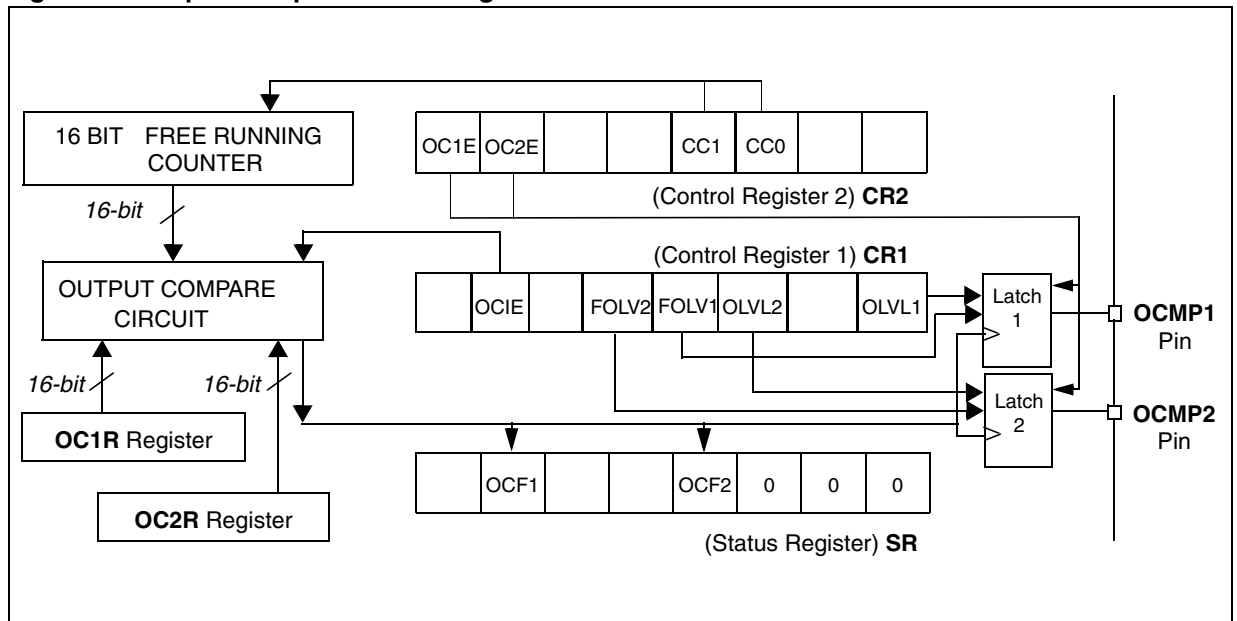 16 BIT FREE RUNNING
COUNTER
OC1E OC2E CC1 CC0
(Control Register 2) CR2
16-bit
(Control Register 1) CR1
OUTPUT COMPARE
CIRCUIT
OCIE FOLV2 FOLV1 OLVL2 OLVL1
Latch
1
OCMP1
Pin
16-bit 16-bit
Latch
2
OCMP2
Pin
OC1R Register
OCF1 OCF2 0 0 0
OC2R Register
(Status Register) SR